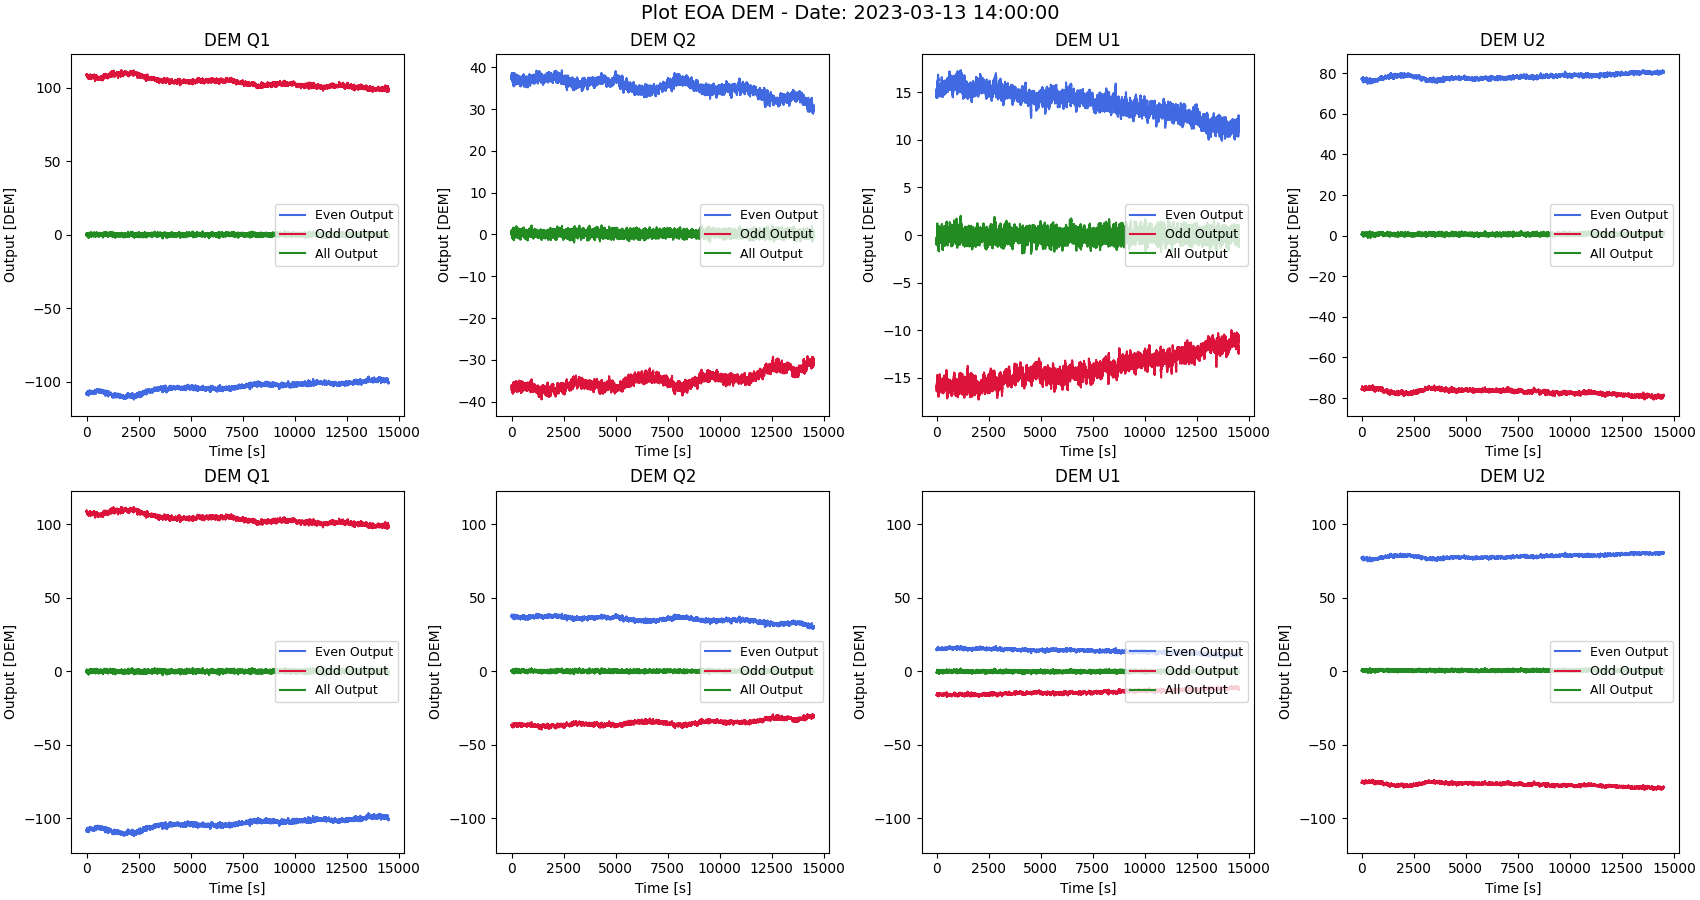 Plot EOA DEM - Date: 2023-03-13 14:00:00
DEM Q1
DEM Q2
DEM U1
DEM U2
Output [DEM]
100
50
0
−50
−100
Even Output
Odd Output
All Output
0 2500 5000 7500 10000 12500 15000
Time [s]
Output [DEM]
40
30
20
10
0
−10
−20
−30
−40
Even Output
Odd Output
All Output
0 2500 5000 7500 10000 12500 15000
Time [s]
Output [DEM]
15
10
5
0
−5
−10
−15
Even Output
Odd Output
All Output
0 2500 5000 7500 10000 12500 15000
Time [s]
Output [DEM]
80
60
40
20
0
−20
−40
−60
−80
Even Output
Odd Output
All Output
0 2500 5000 7500 10000 12500 15000
Time [s]
DEM Q1
DEM Q2
DEM U1
DEM U2
Output [DEM]
100
50
0
−50
−100
Even Output
Odd Output
All Output
0 2500 5000 7500 10000 12500 15000
Time [s]
Output [DEM]
100
50
0
−50
−100
Even Output
Odd Output
All Output
0 2500 5000 7500 10000 12500 15000
Time [s]
Output [DEM]
100
50
0
−50
−100
Even Output
Odd Output
All Output
0 2500 5000 7500 10000 12500 15000
Time [s]
Output [DEM]
100
50
0
−50
−100
Even Output
Odd Output
All Output
0 2500 5000 7500 10000 12500 15000
Time [s]